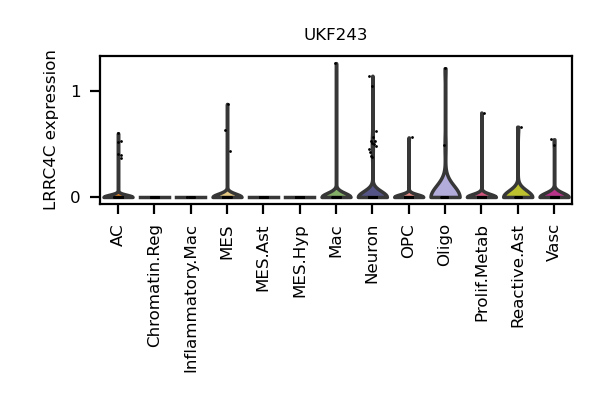 UKF243
LRRC4C expression
1
0
AC
Chromatin.Reg
Inflammatory.Mac
MES
MES.Ast
MES.Hyp
Mac
Neuron
OPC
Oligo
Prolif.Metab
Reactive.Ast
Vasc